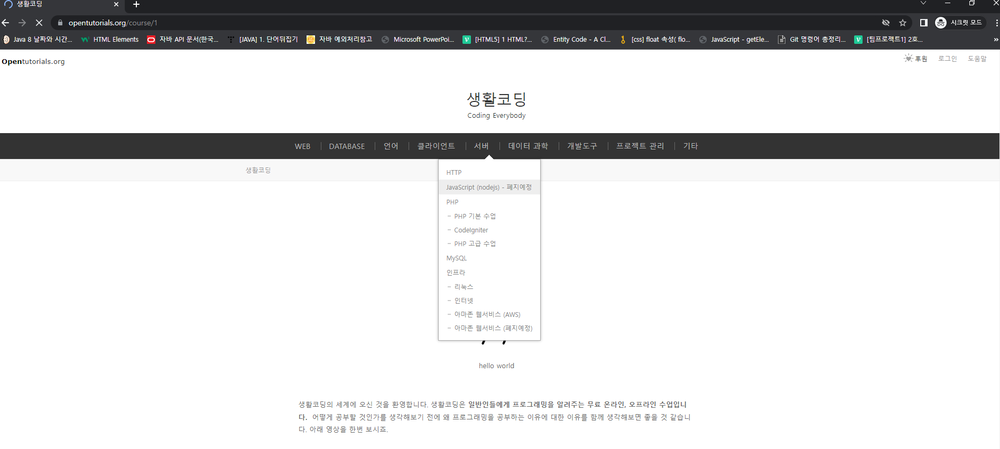 생활코딩
opentutorials.org/course/1
시크릿 모드
Java 8 날짜와 시간...
HTML Elements
자바 API 문서(한국...
[JAVA] 1. 단어뒤집기
자바 예외처리참고
Microsoft PowerPoi...
[HTML5] 1 HTML?...
Entity Code - A Cl...
[css] float 속성( flo...
JavaScript - getEle...
Git 명령어 총정리...
[팀프로젝트1] 2호...
»
Opentutorials.org
후원
로그인
도움말
생활코딩
Coding Everybody
WEB
DATABASE
언어
클라이언트
서버
데이터 과학
개발도구
프로젝트 관리
기타
생활코딩
HTTP
JavaScript (nodejs) - 폐지예정
PHP
- PHP 기본 수업
- CodeIgniter
- PHP 고급 수업
MySQL
인프라
- 리눅스
- 인터넷
- 아마존 웹서비스 (AWS)
- 아마존 웹서비스 (폐지예정)
hello world
생활코딩의 세계에 오신 것을 환영합니다. 생활코딩은 일반인들에게 프로그래밍을 알려주는 무료 온라인, 오프라인 수업입니
다. 어떻게 공부할 것인가를 생각해보기 전에 왜 프로그래밍을 공부하는 이유에 대한 이유를 함께 생각해보면 좋을 것 같습니
다. 아래 영상을 한번 보시죠.